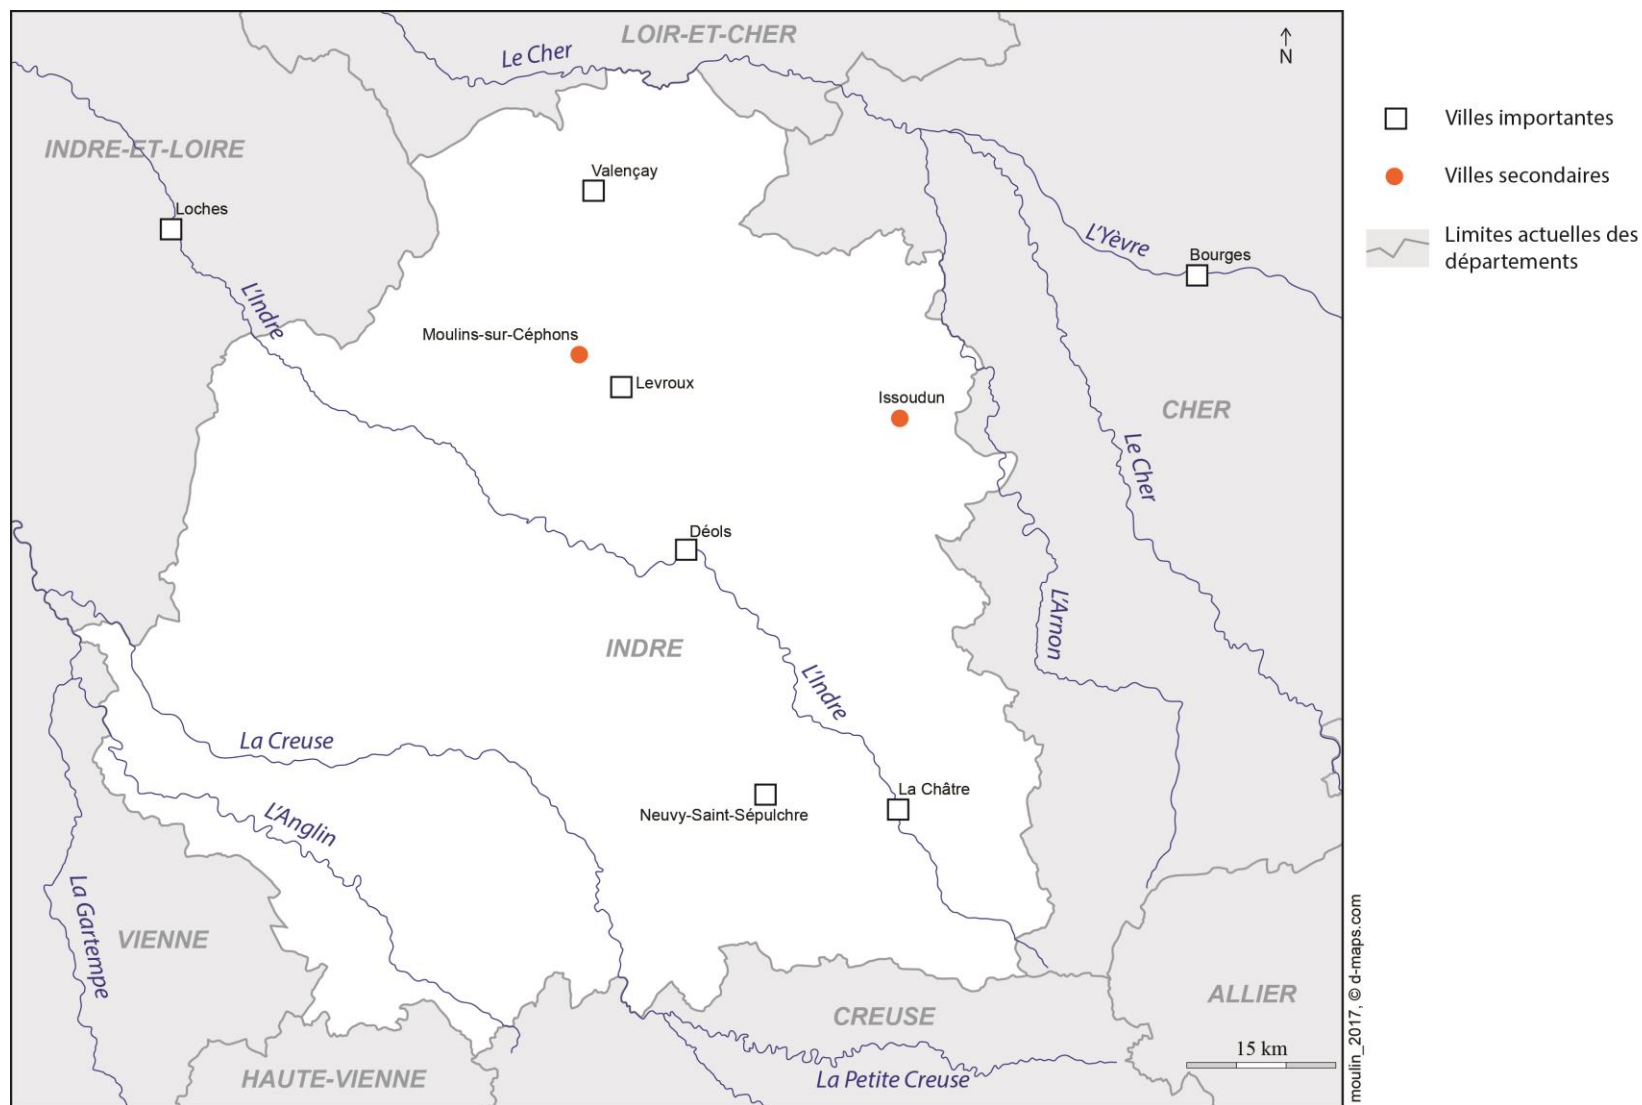 LOIR-ET-CHER
Le Cher
N
Villes importantes
INDRE-ET-LOIRE
Valençay
Villes secondaires
Loches
L'Yèvre
Limites actuelles des
départements
Bourges
L'Indre
Moulins-sur-Céphons
Levroux
Issoudun
CHER
Le Cher
Déols
L'Arnon
INDRE
L'Indre
La Creuse
La Châtre
Neuvy-Saint-Sépulchre
L'Anglin
La Gartempe
VIENNE
moulin_2017, © d-maps.com
ALLIER
CREUSE
15 km
HAUTE-VIENNE
La Petite Creuse